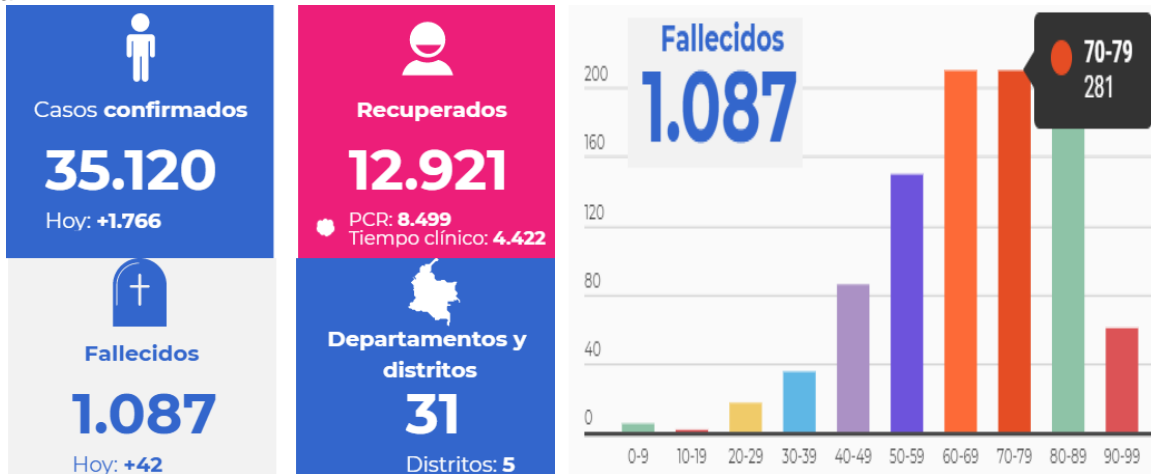 Casos confirmados
35.120
Hoy: +1.766
Recuperados
12.921
PCR: 8.499
Tiempo clínico: 4.422
Fallecidos
1.087
Hoy: +42
Departamentos y
distritos
31
Distritos: 5
Fallecidos
1.087
70-79
281
200
160
120
80
40
0
0-9 10-19 20-29 30-39 40-49 50-59 60-69 70-79 80-89 90-99